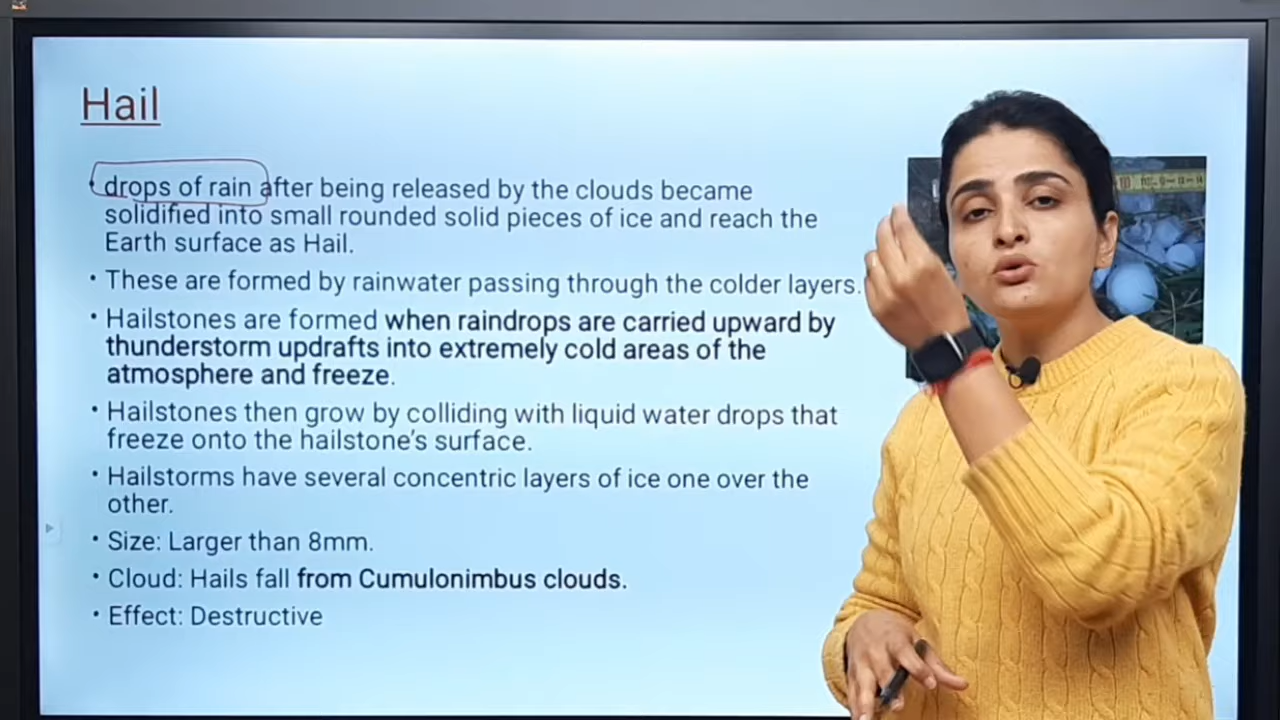 Hail
• drops of rain after being released by the clouds became
solidified into small rounded solid pieces of ice and reach the
Earth surface as Hail.
• These are formed by rainwater passing through the colder layers.
• Hailstones are formed when raindrops are carried upward by
thunderstorm updrafts into extremely cold areas of the
atmosphere and freeze.
• Hailstones then grow by colliding with liquid water drops that
freeze onto the hailstone's surface.
• Hailstorms have several concentric layers of ice one over the
other.
• Size: Larger than 8mm.
• Cloud: Hails fall from Cumulonimbus clouds.
• Effect: Destructive